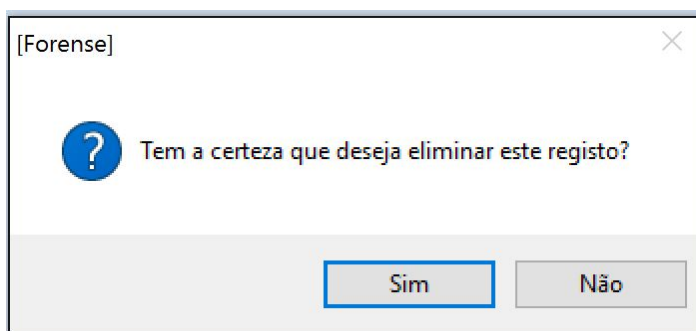 [Forense]
Tem a certeza que deseja eliminar este registo?
Sim Não